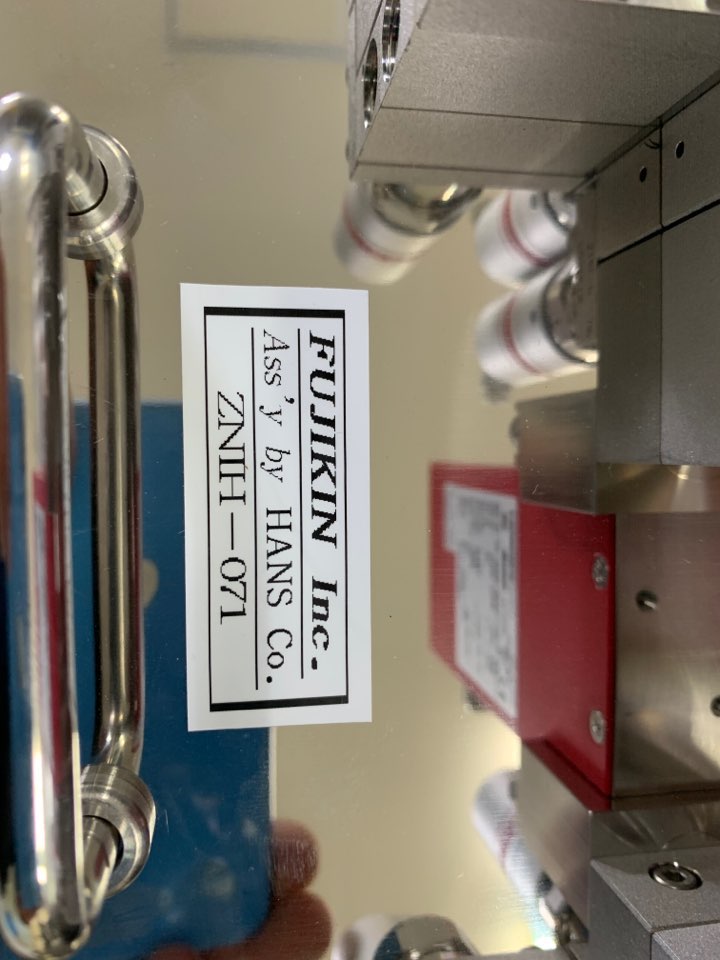 FUJIKIN Inc.
Ass'y by HANS Co.
ZNIH-071